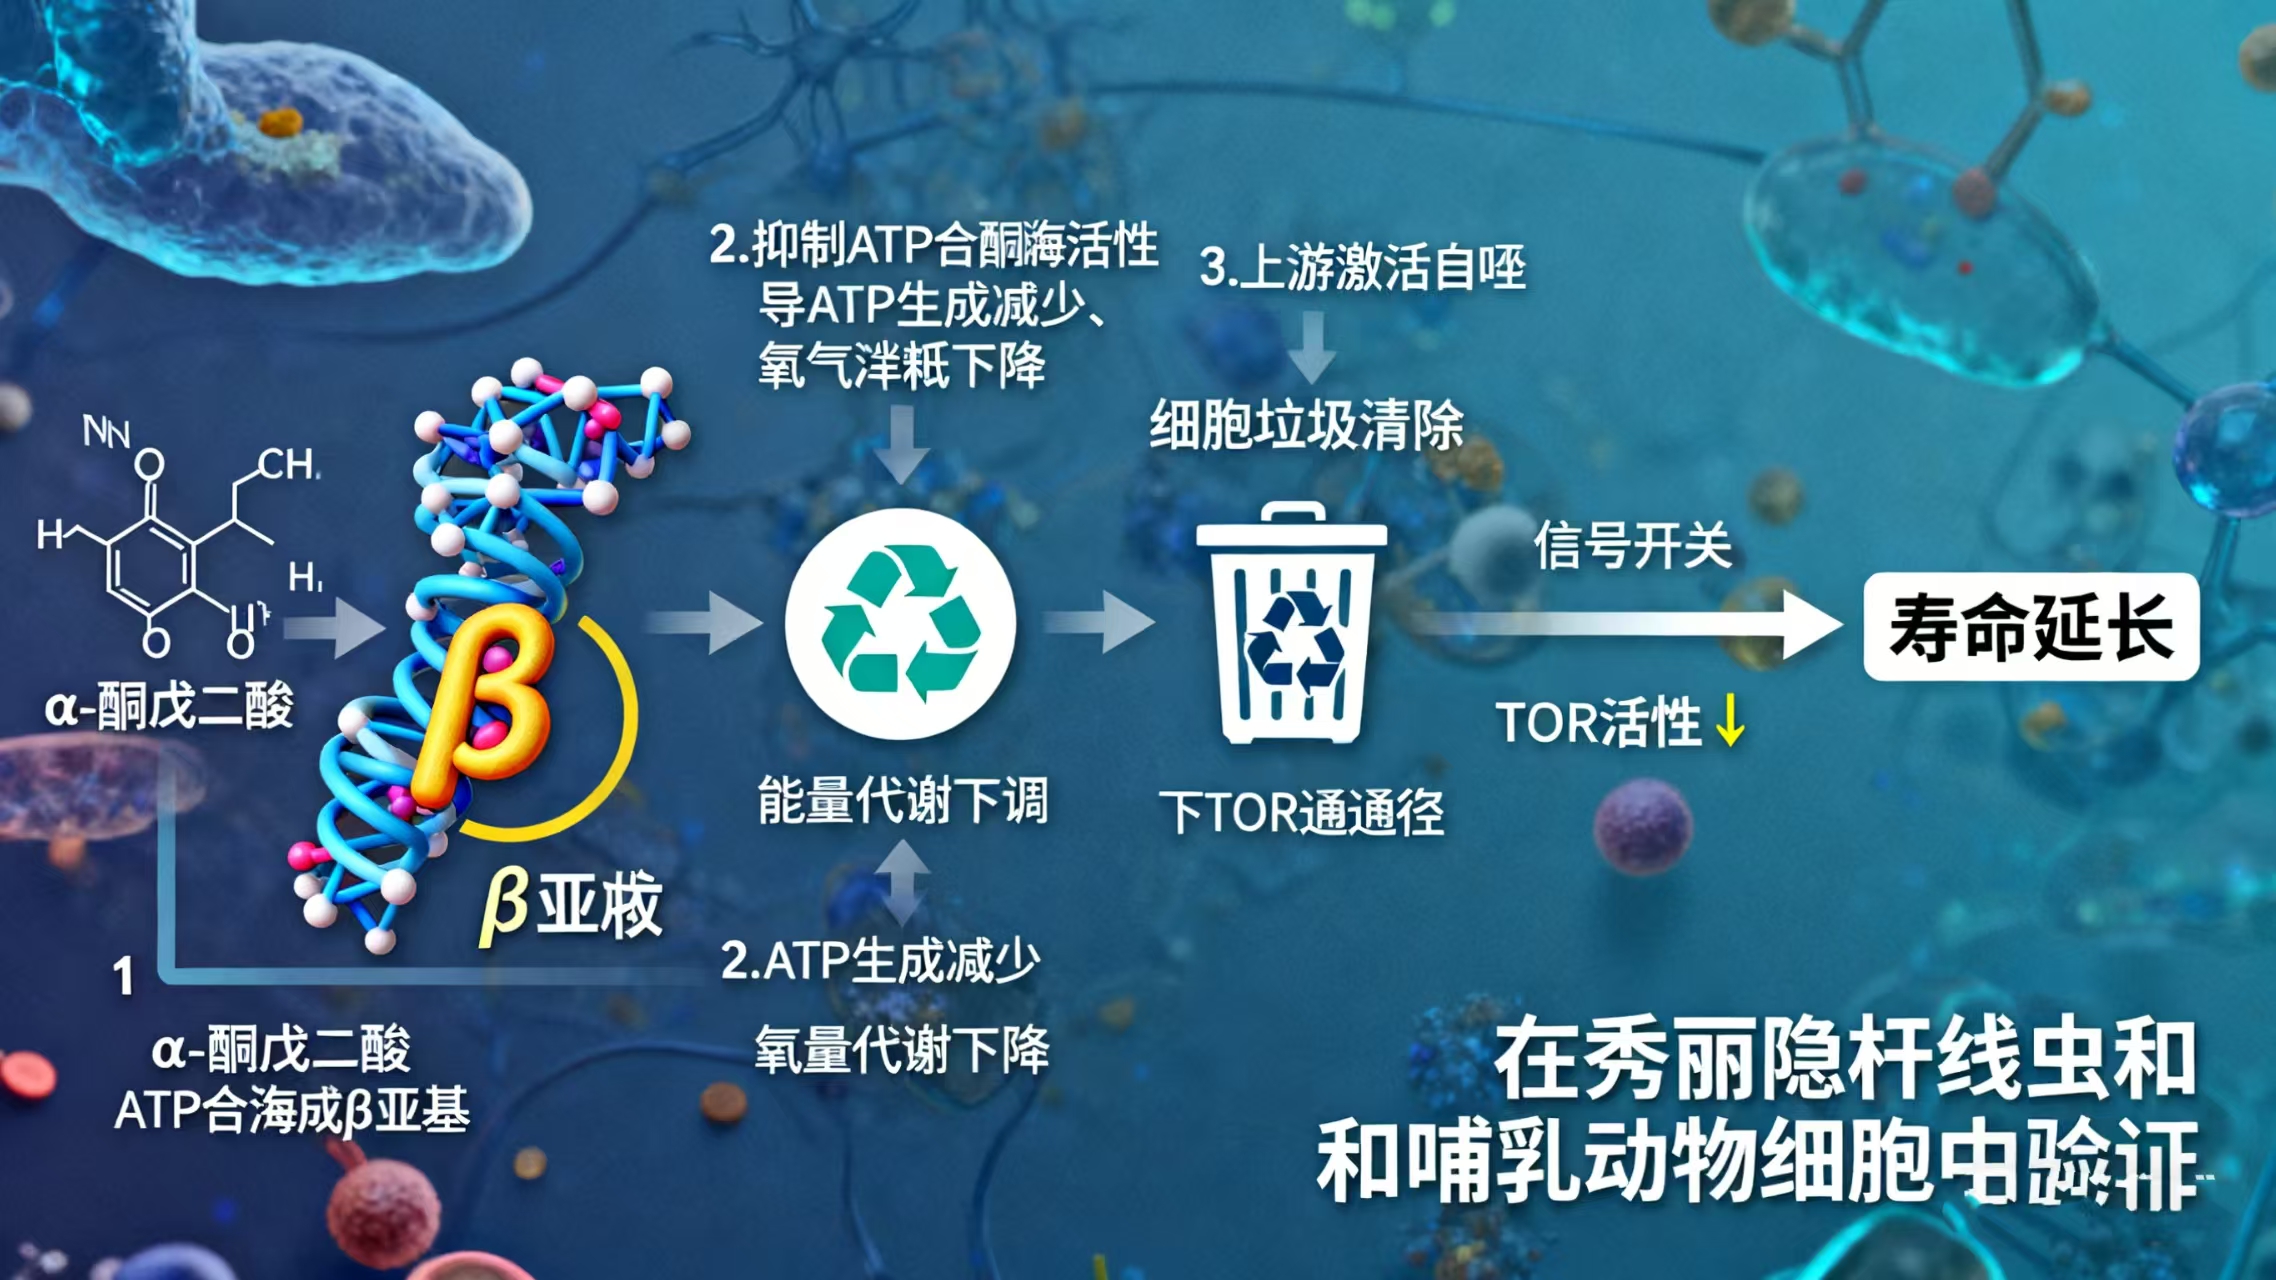 2.抑制ATP合酮海活性
导ATP生成减少、
氧气下降
3.上游激活自咥
细胞垃圾清除
NN
O
CH
H
H
O
O
α-酮戊二酸
β
β亚
能量代谢下调
下TOR通通径
信号开关
TOR活性↓
寿命延长
1
α-酮戊二酸
ATP合海成β亚基
2.ATP生成减少
氧量代谢下降
在秀丽隐杆线虫和
和哺乳动物细胞中验证